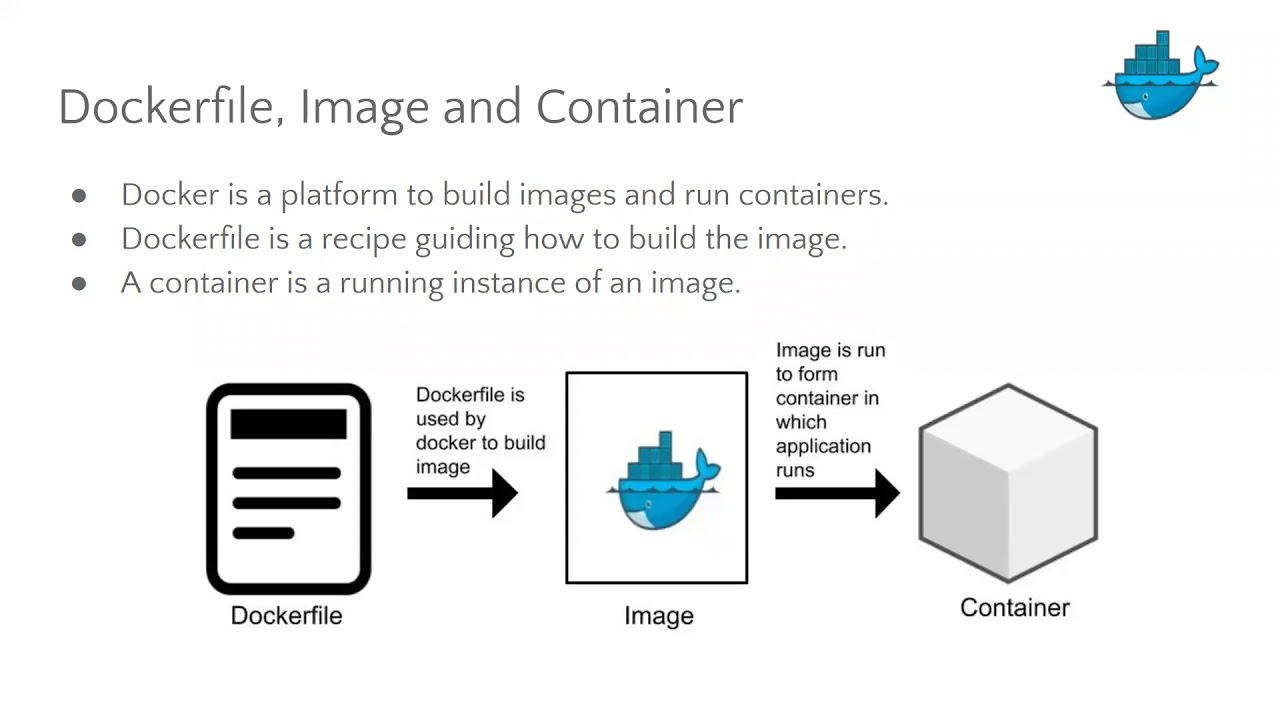 Dockerfile, Image and Container
● Docker is a platform to build images and run containers.
● Dockerfile is a recipe guiding how to build the image.
● A container is a running instance of an image.
Dockerfile is
used by
docker to build
image
Image is run
to form
container in
which
application
runs
Dockerfile
Image
Container